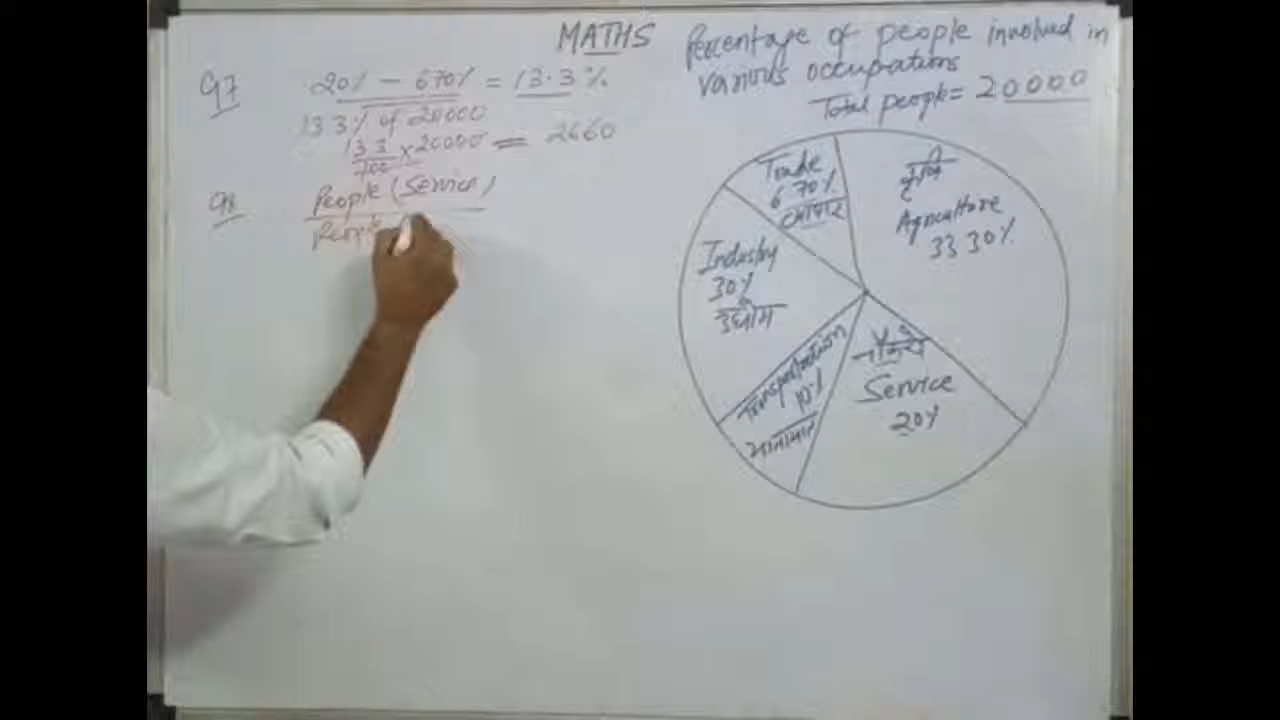 MATHS
Percentage of people involved in
various occupations
Total people = 20000
Q7
20% - 6.70% = 13.3%
13.3% of 20000
13.3/100 × 20000 = 2660
Q8
People (Service)
People
Trade
6.70%
व्यापार
कृषि
Agriculture
33.30%
Industry
30%
उद्योग
Transportation
10%
यातायात
नौकरी
Service
20%